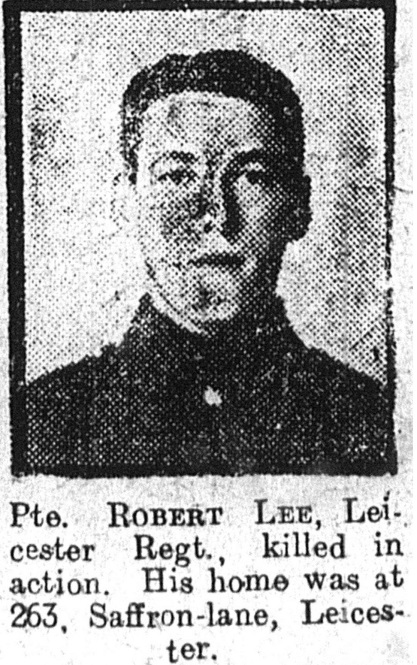 Pte. ROBERT LEE, Lei-
cester Regt., killed in
action. His home was at
263, Saffron-lane, Leices-
ter.